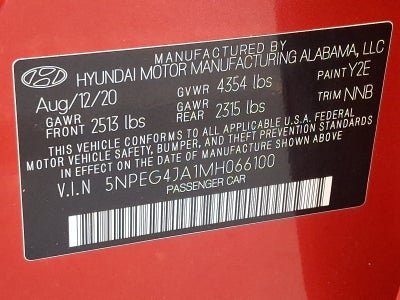 MANUFACTURED BY
HYUNDAI MOTOR MANUFACTURING ALABAMA, LLC
Aug/12/20 GVWR 4354 lbs PAINT Y2E
GAWR FRONT 2513 lbs GAWR REAR 2315 lbs TRIM NNB
THIS VEHICLE CONFORMS TO ALL APPLICABLE U.S.A. FEDERAL
MOTOR VEHICLE SAFETY, BUMPER, AND THEFT PREVENTION STANDARDS
IN EFFECT ON THE DATE OF MANUFACTURE SHOWN ABOVE
V.I.N 5NPEG4JA1MH066100
PASSENGER CAR